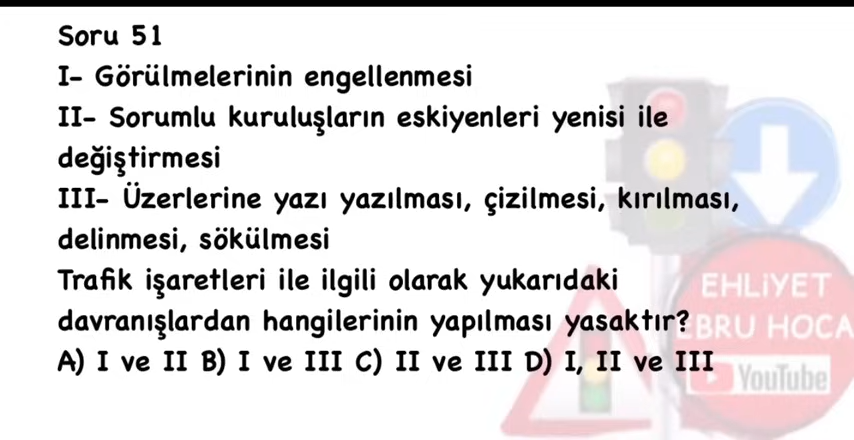 Soru 51
I- Görülmelerinin engellenmesi
II- Sorumlu kuruluşların eskiyenleri yenisi ile
değiştirmesi
III- Üzerlerine yazı yazılması, çizilmesi, kırılması,
delinmesi, sökülmesi
Trafik işaretleri ile ilgili olarak yukarıdaki
davranışlardan hangilerinin yapılması yasaktır?
A) I ve II B) I ve III C) II ve III D) I, II ve III
EHLİYET
EBRU HOCA
YouTube